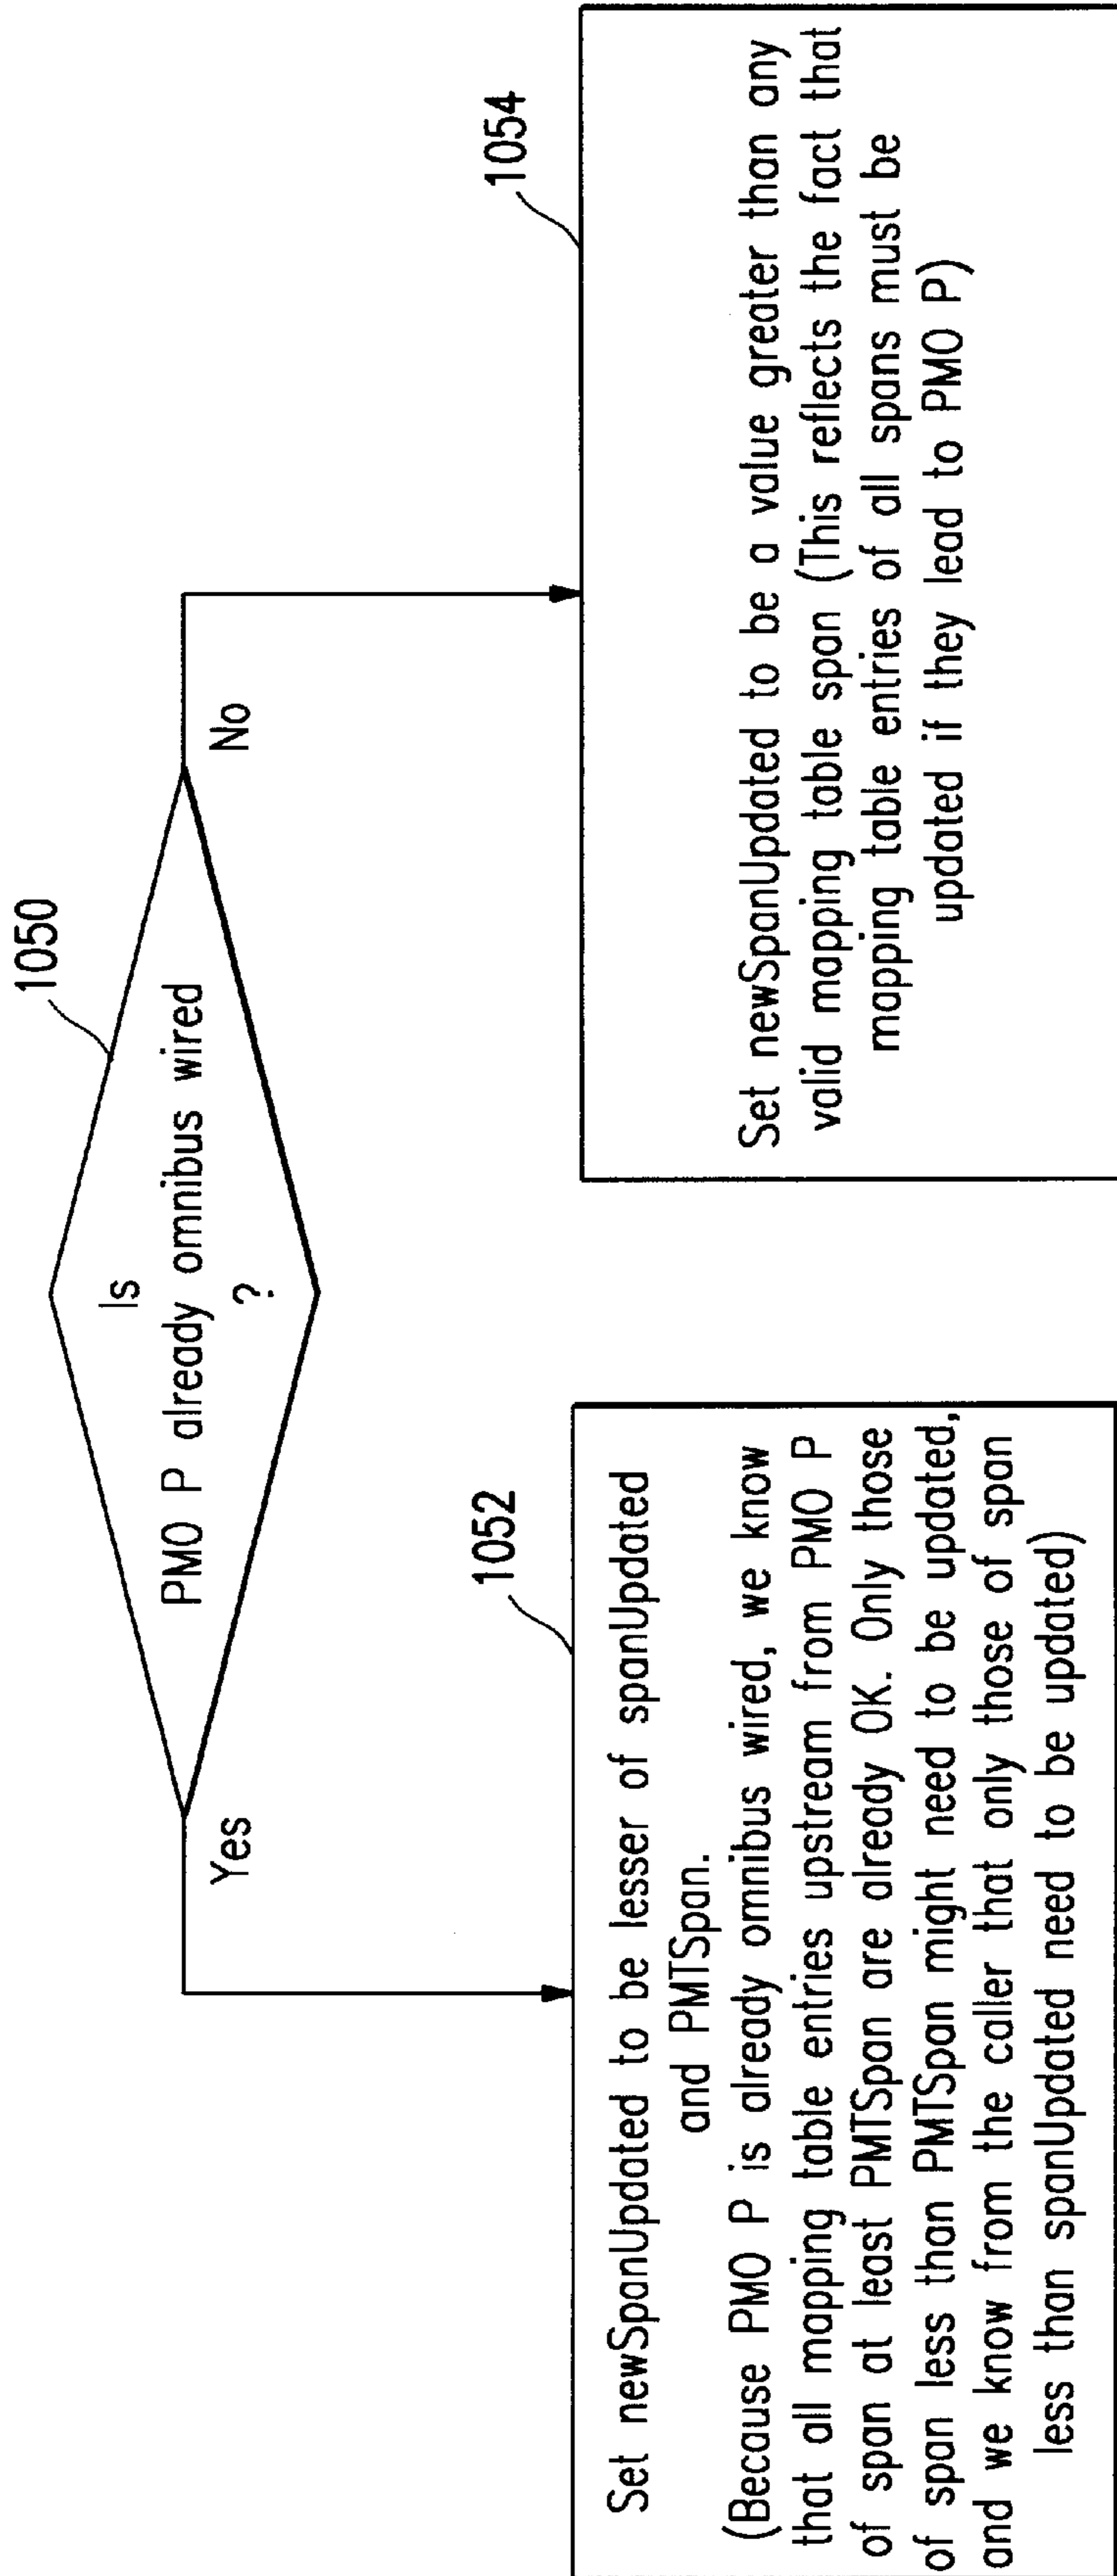 1050
Is
PMO P already omnibus wired
?
Yes
No
1052
Set newSpanUpdated to be lesser of spanUpdated
and PMTSpan.
(Because PMO P is already omnibus wired, we know
that all mapping table entries upstream from PMO P
of span at least PMTSpan are already OK. Only those
of span less than PMTSpan might need to be updated,
and we know from the caller that only those of span
less than spanUpdated need to be updated)
1054
Set newSpanUpdated to be a value greater than any
valid mapping table span (This reflects the fact that
mapping table entries of all spans must be
updated if they lead to PMO P)